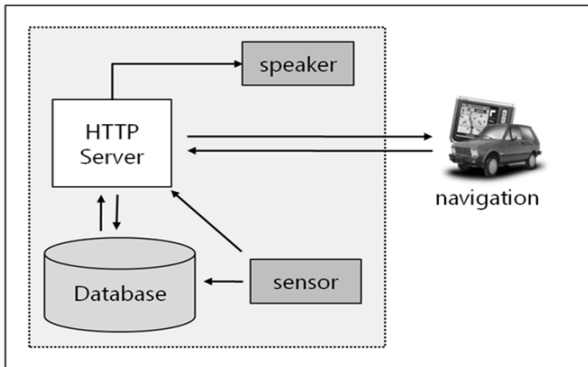 speaker
HTTP
Server
navigation
Database
sensor